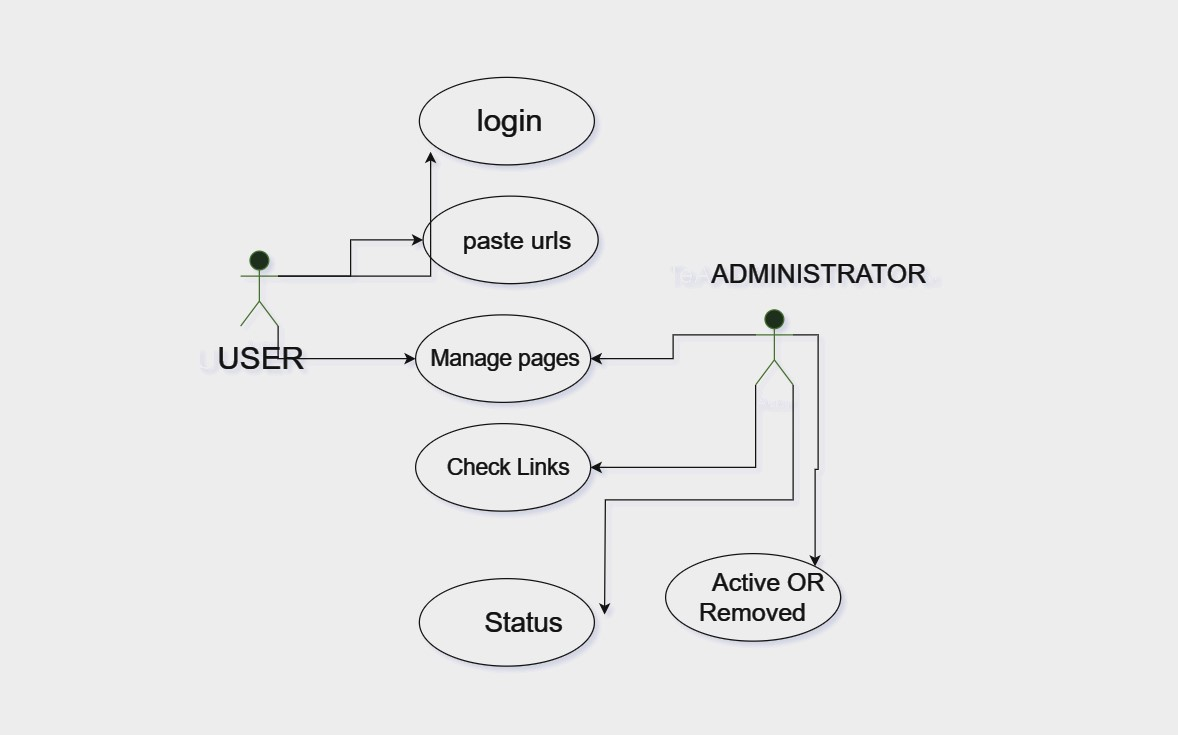 login
paste urls
ADMINISTRATOR
USER
Manage pages
Check Links
Active OR
Removed
Status